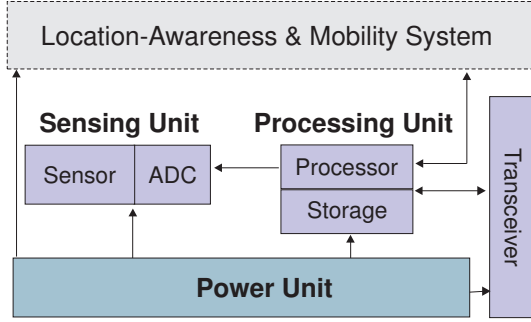 Location-Awareness & Mobility System
Sensing Unit
Processing Unit
Sensor
ADC
Processor
Storage
Transceiver
Power Unit